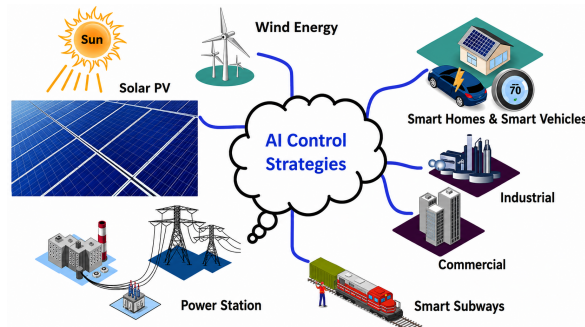 Sun
Wind Energy
Solar PV
AI Control
Strategies
70
Smart Homes & Smart Vehicles
Industrial
Commercial
Power Station
Smart Subways